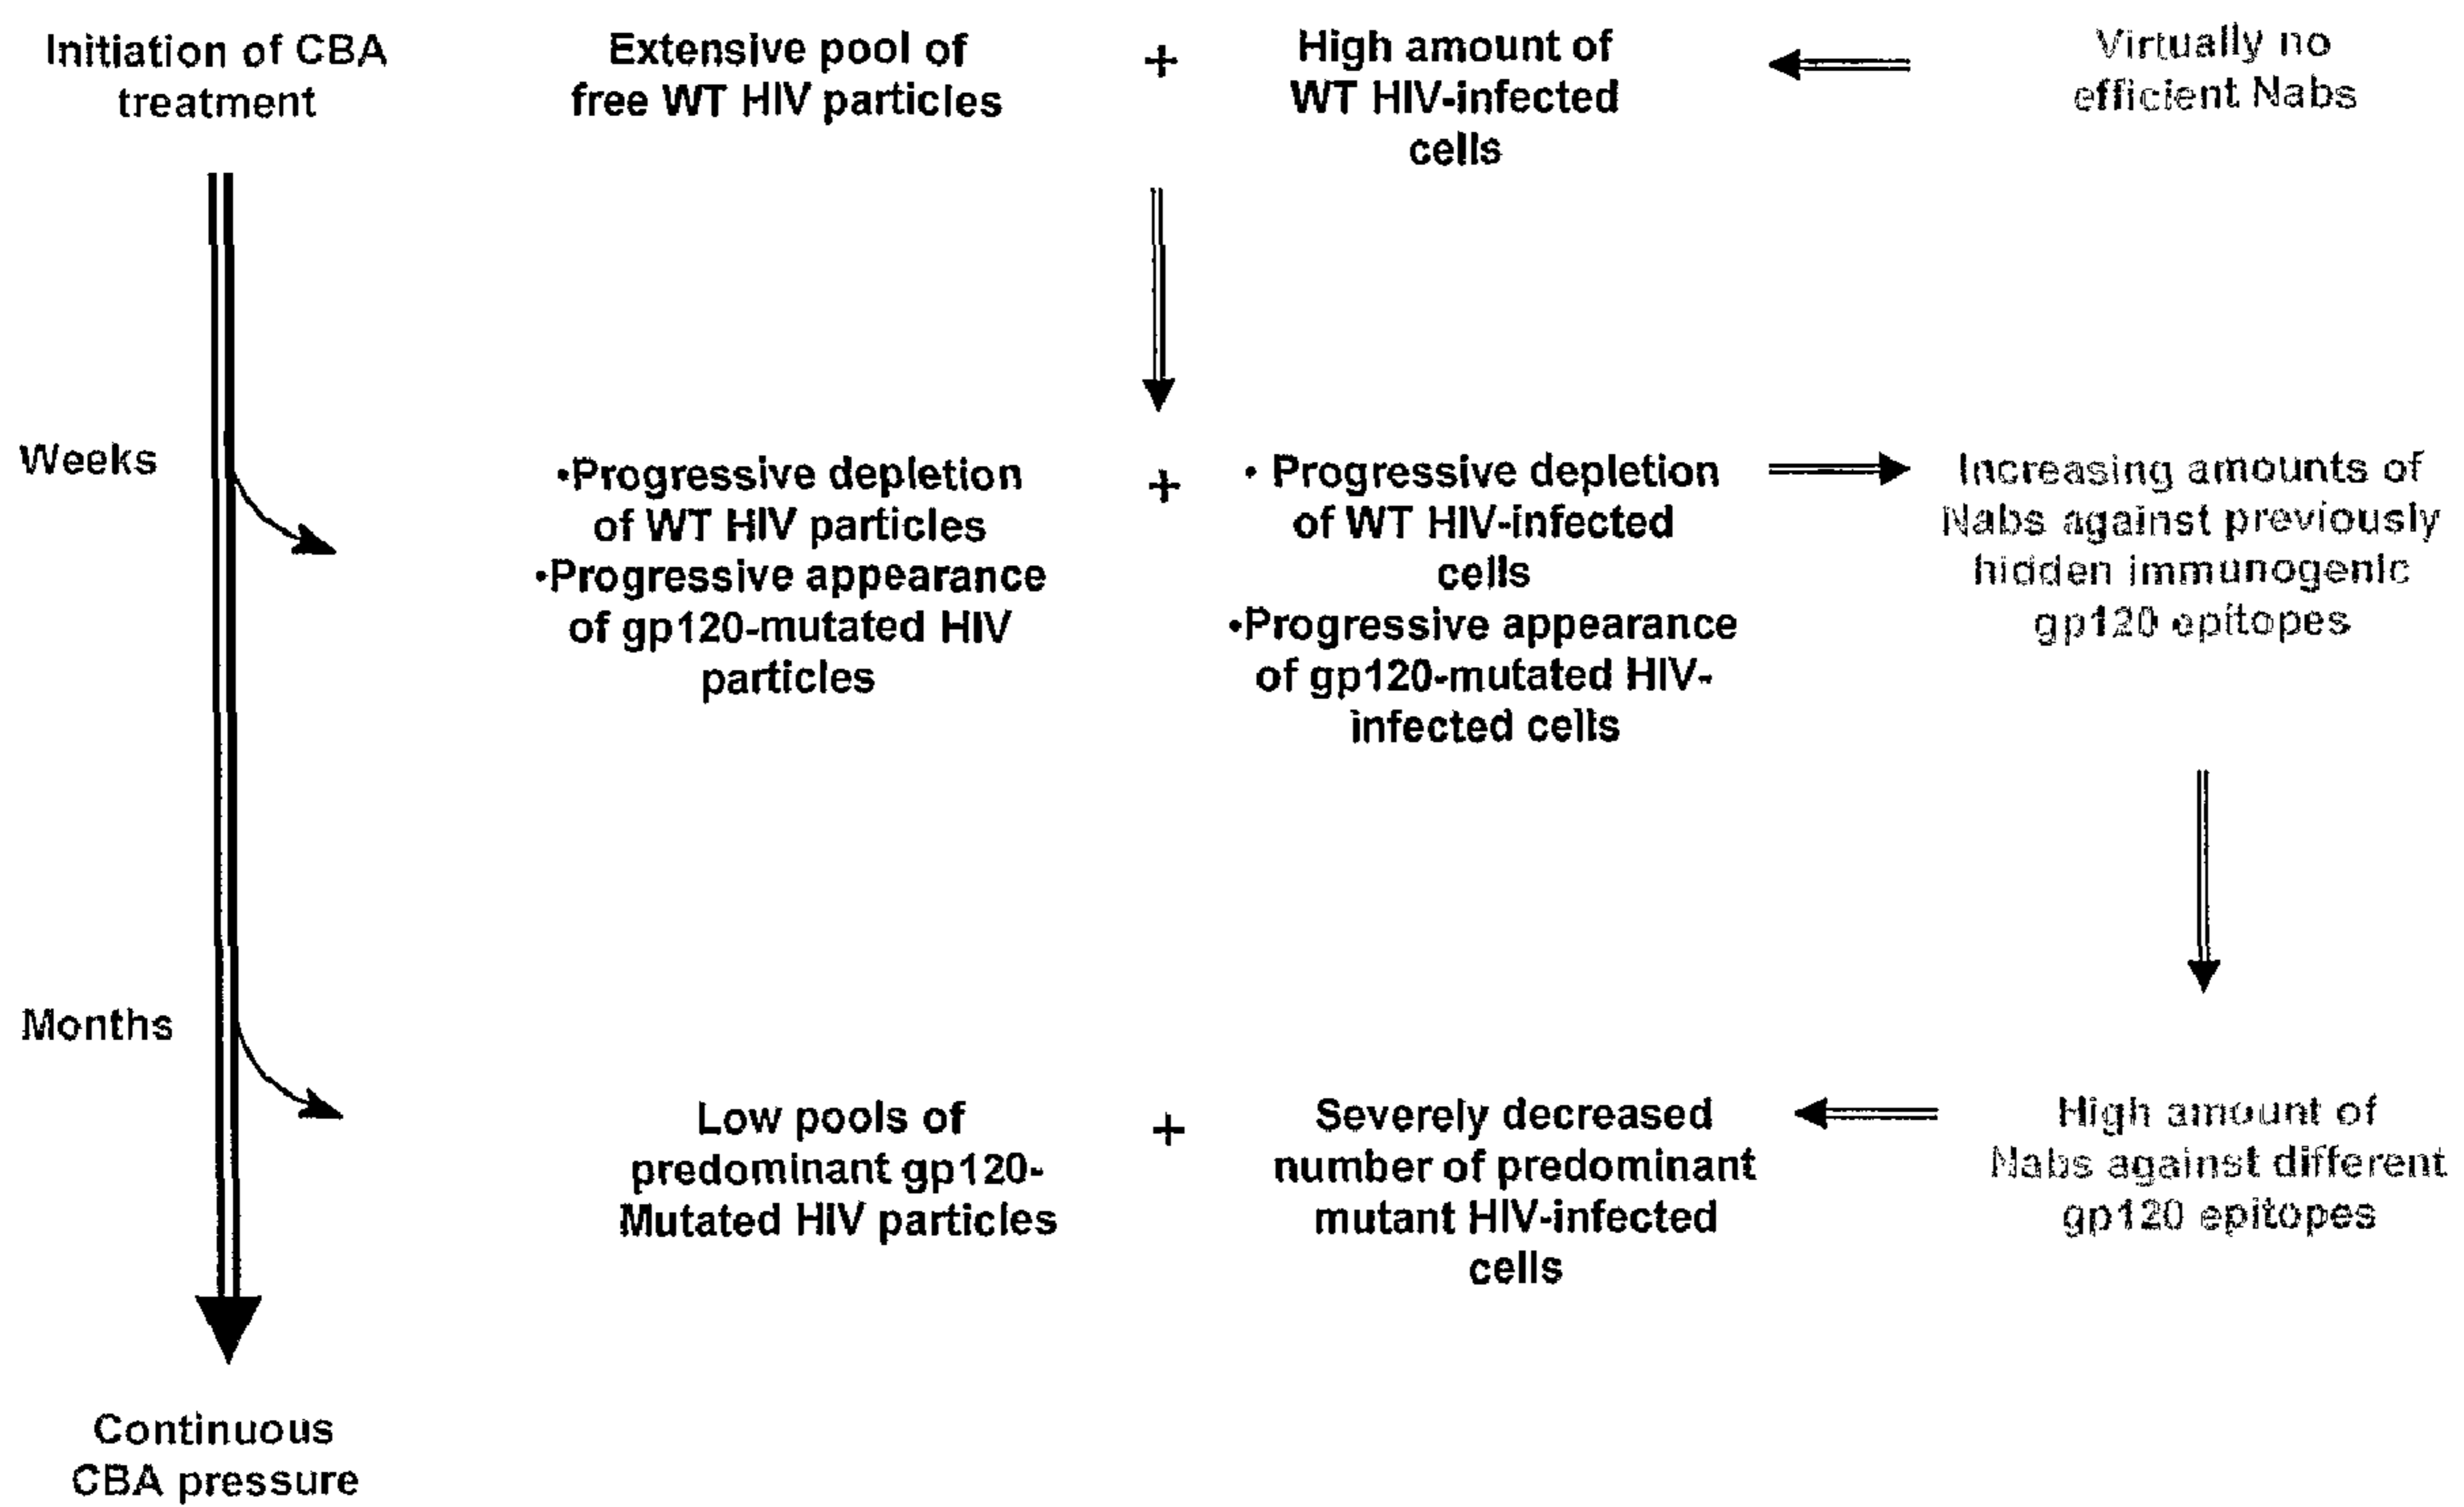 Initiation of CBA
treatment
Extensive pool of
free WT HIV particles
+
High amount of
WT HIV-infected
cells
Virtually no
efficient Nabs
Weeks
•Progressive depletion
of WT HIV particles
•Progressive appearance
of gp120-mutated HIV
particles
+
• Progressive depletion
of WT HIV-infected
cells
•Progressive appearance
of gp120-mutated HIV-
infected cells
Increasing amounts of
Nabs against previously
hidden immunogenic
gp120 epitopes
Months
Low pools of
predominant gp120-
Mutated HIV particles
+
Severely decreased
number of predominant
mutant HIV-infected
cells
High amount of
Nabs against different
gp120 epitopes
Continuous
CBA pressure